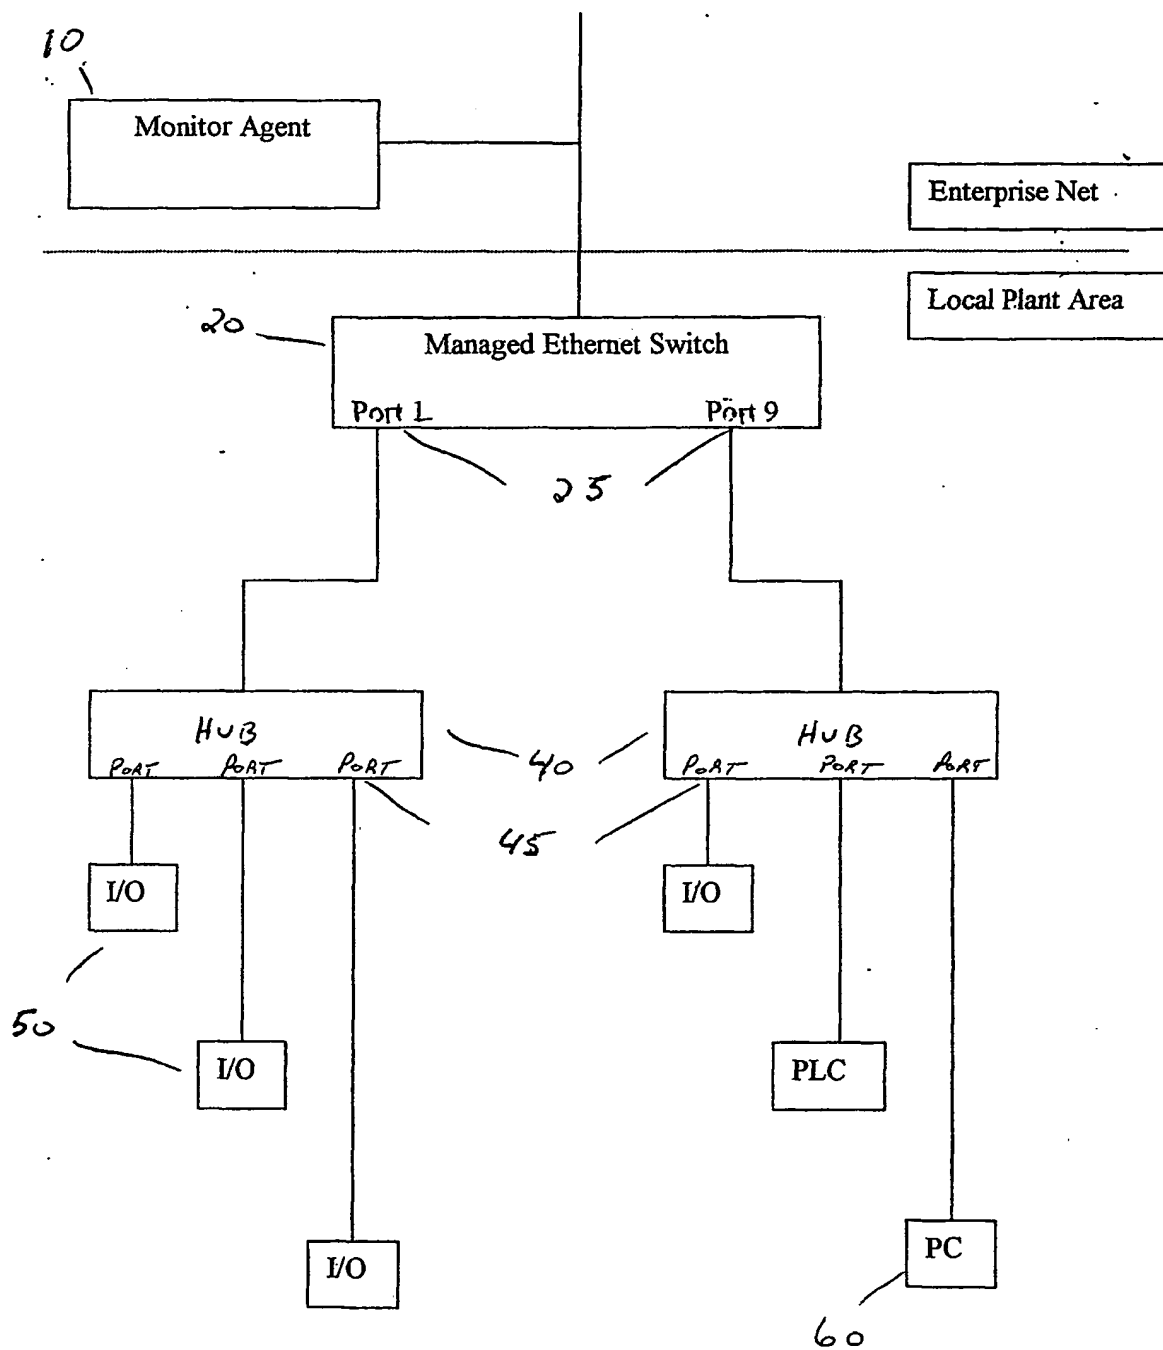 10
Monitor Agent
Enterprise Net
Local Plant Area
20
Managed Ethernet Switch
Port 1
Port 9
25
HUB
HUB
40
PORT
PORT
PORT
PORT
PORT
PORT
45
I/O
I/O
50
I/O
PLC
I/O
PC
60